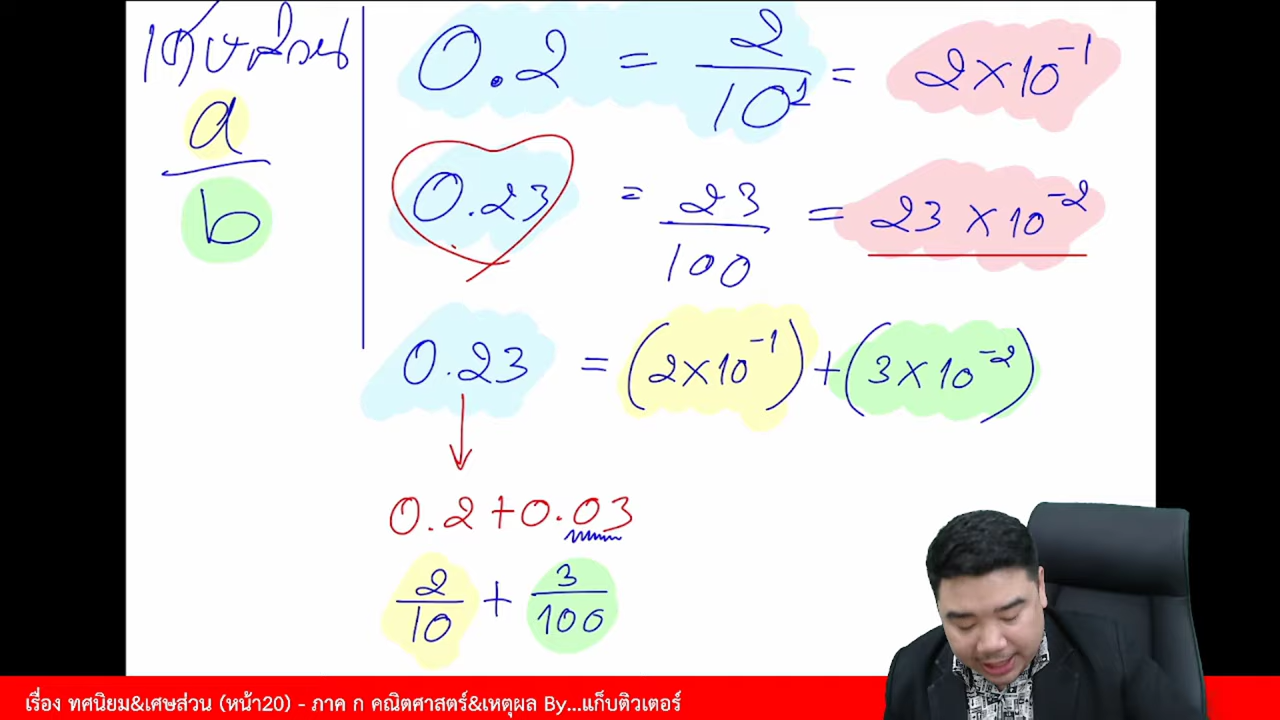 เศษส่วน
a
b
0.2 = 2/10¹ = 2×10⁻¹
0.23 = 23/100 = 23×10⁻²
0.23 = (2×10⁻¹)+(3×10⁻²)
0.2+0.03
2/10 + 3/100
เรื่อง ทศนิยม&เศษส่วน (หน้า20) - ภาค ก คณิตศาสตร์&เหตุผล By...แก็บติวเตอร์